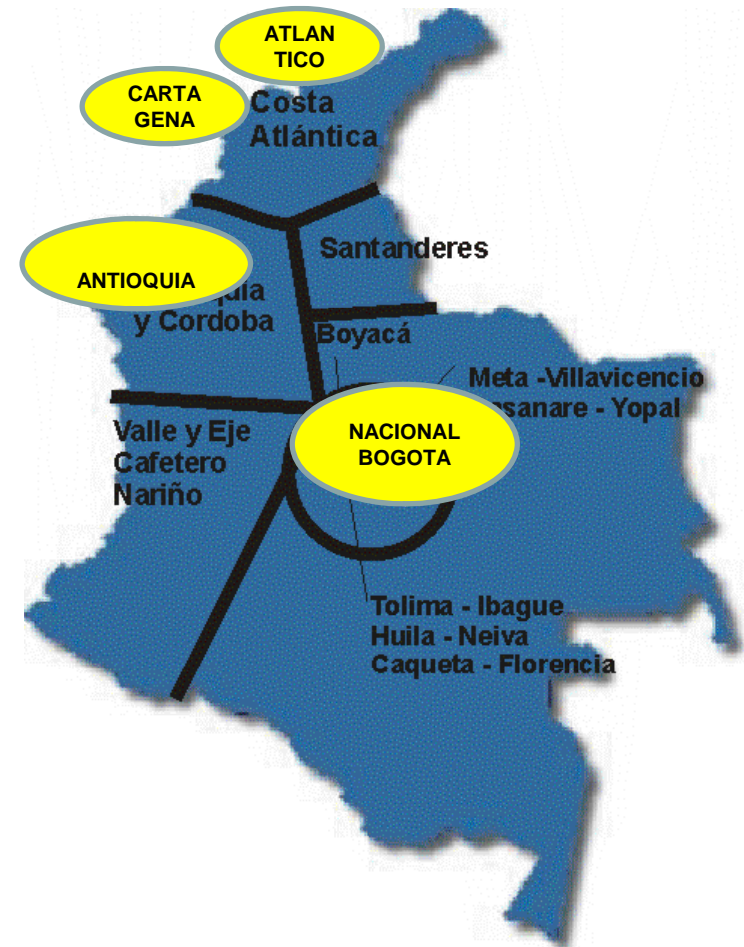 ATLAN
TICO
CARTA
GENA
Costa
Atlántica
Santanderes
ANTIOQUIA
y Cordoba
Boyacá
Meta -Villavicencio
- Yopal
NACIONAL
BOGOTA
Valle y Eje
Cafetero
Nariño
Tolima - Ibague
Huila - Neiva
Caqueta - Florencia